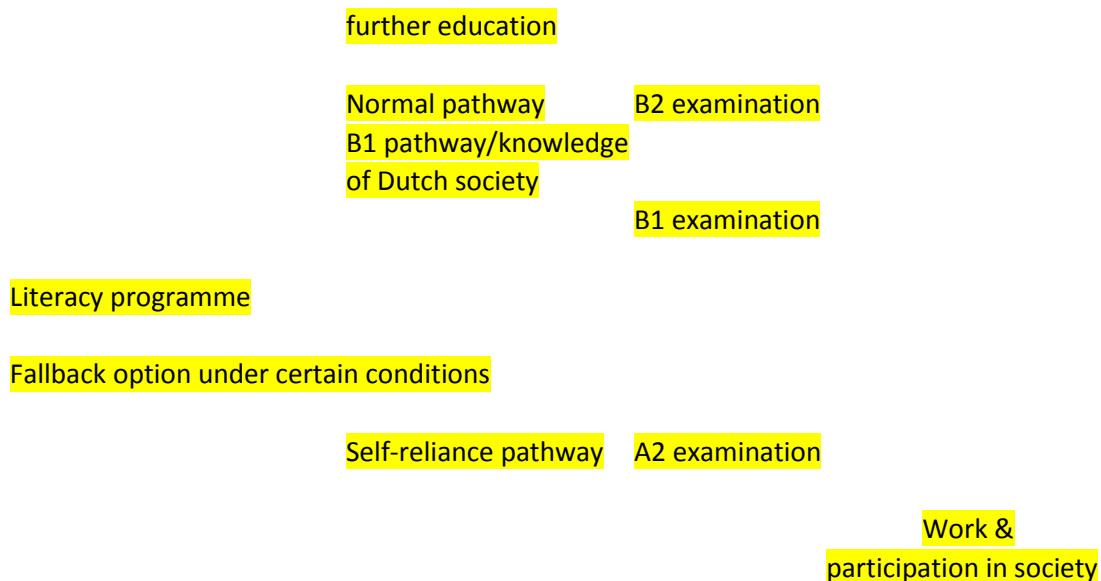 further education
Normal pathway B2 examination
B1 pathway/knowledge
of Dutch society
B1 examination
Literacy programme
Fallback option under certain conditions
Self-reliance pathway A2 examination
Work &
participation in society